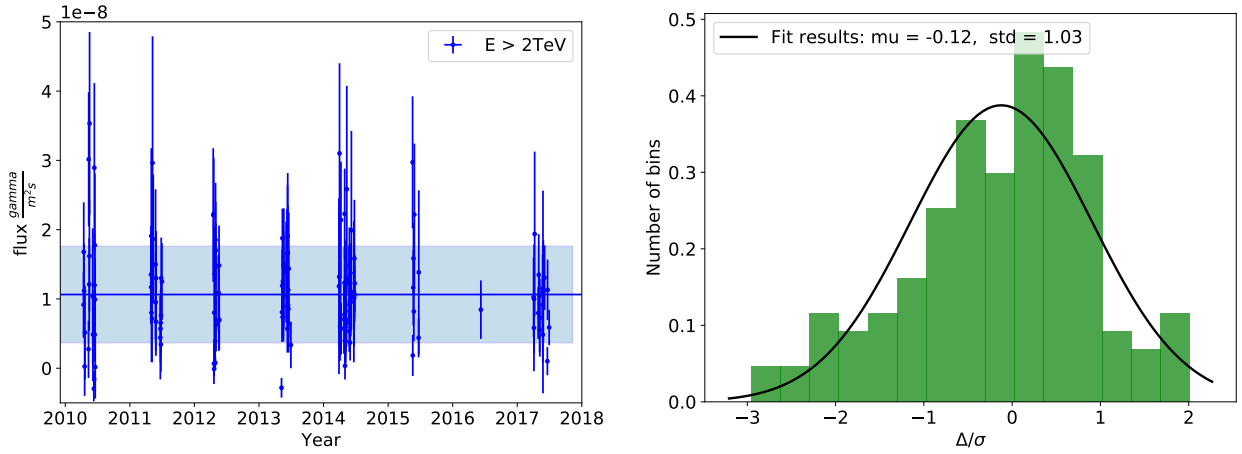 1e−8
5
4
3
2
1
0
flux gamma/m²s
E > 2TeV
2010 2011 2012 2013 2014 2015 2016 2017 2018
Year
0.5
0.4
0.3
0.2
0.1
0.0
Number of bins
Fit results: mu = -0.12,  std = 1.03
−3 −2 −1 0 1 2
Δ/σ